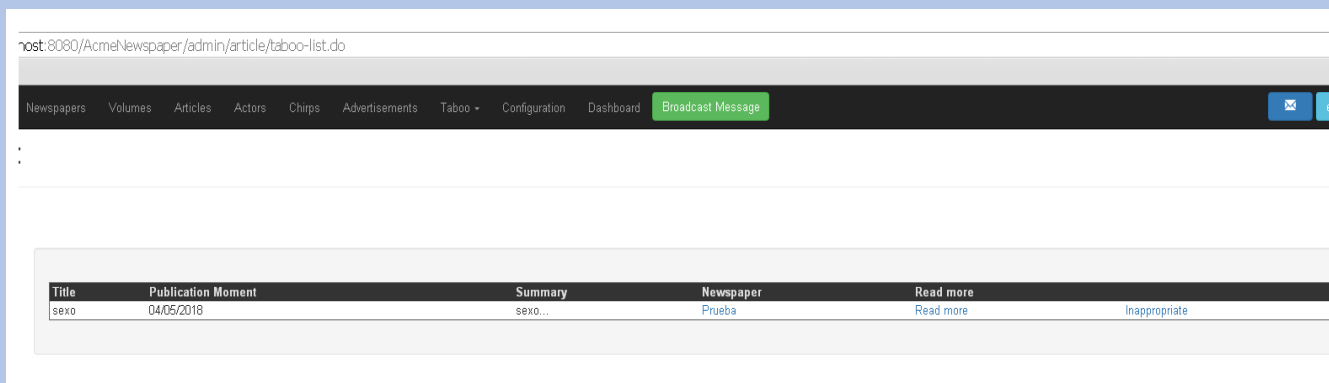 host:8080/AcmeNewspaper/admin/article/taboo-list.do
Newspapers Volumes Articles Actors Chirps Advertisements Taboo Configuration Dashboard Broadcast Message
:
Title Publication Moment Summary Newspaper Read more
sexo 04/05/2018 sexo... Prueba Read more Inappropriate